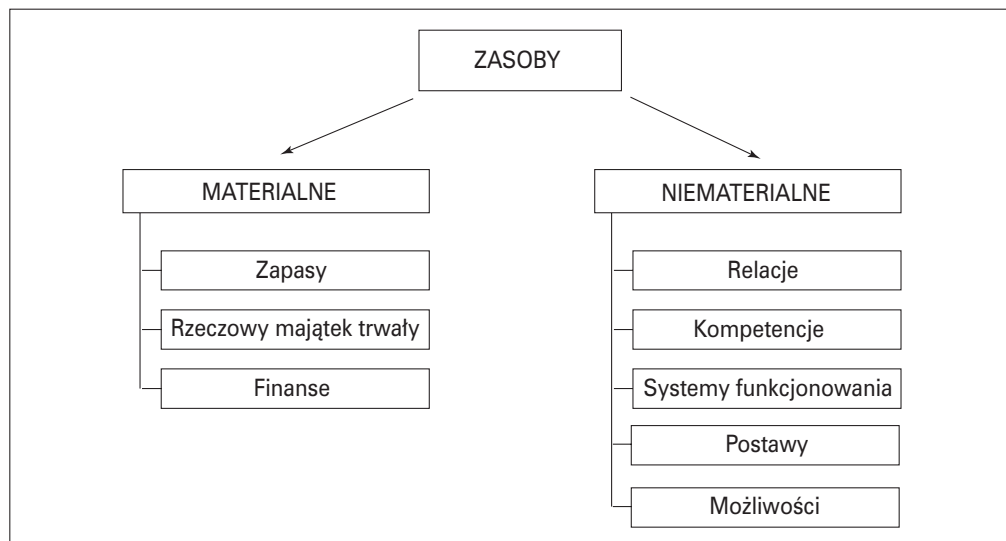 ZASOBY
MATERIALNE
Zapasy
Rzeczowy majątek trwały
Finanse
NIEMATERIALNE
Relacje
Kompetencje
Systemy funkcjonowania
Postawy
Możliwości